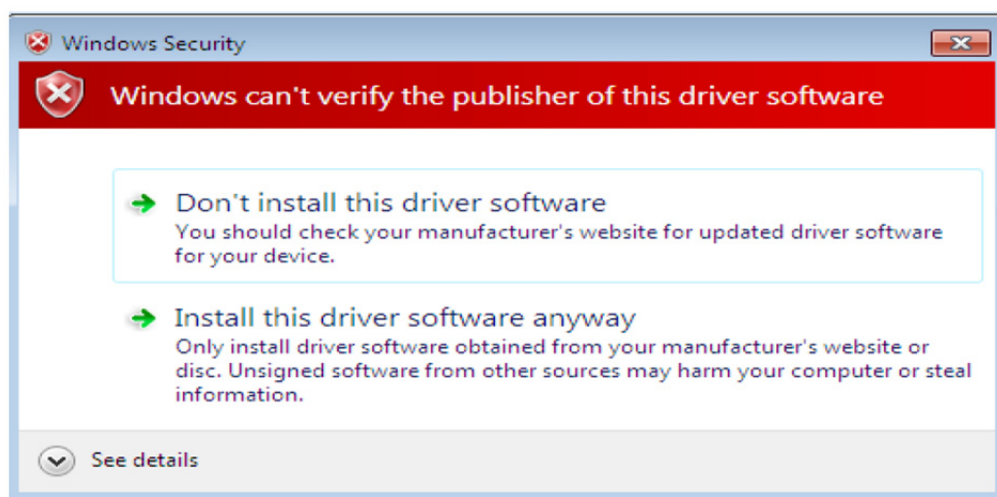 Windows Security
Windows can't verify the publisher of this driver software
Don't install this driver software
You should check your manufacturer's website for updated driver software
for your device.
Install this driver software anyway
Only install driver software obtained from your manufacturer's website or
disc. Unsigned software from other sources may harm your computer or steal
information.
See details